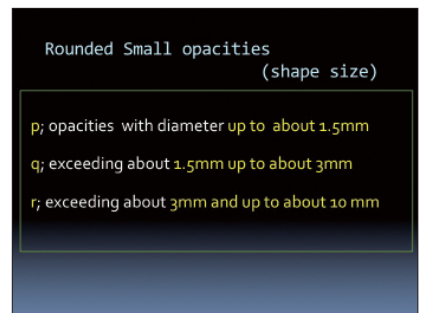 Rounded Small opacities
(shape size)
p; opacities with diameter up to about 1.5mm
q; exceeding about 1.5mm up to about 3mm
r; exceeding about 3mm and up to about 10 mm